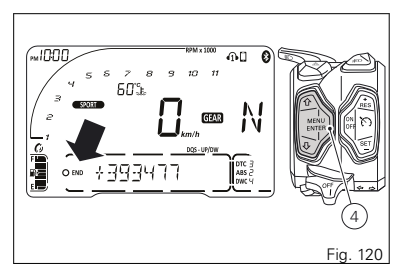 PM 10:00
RPM x 1000
1 2 3 4 5 6 7 8 9 10 11
60°C
SPORT
0 km/h
GEAR N
DQS - UP/DW
F
E
END
+393477
DTC 3
ABS 2
DWC 4
MENU
ENTER
RES
ON
OFF
SET
OFF
4
Fig. 120